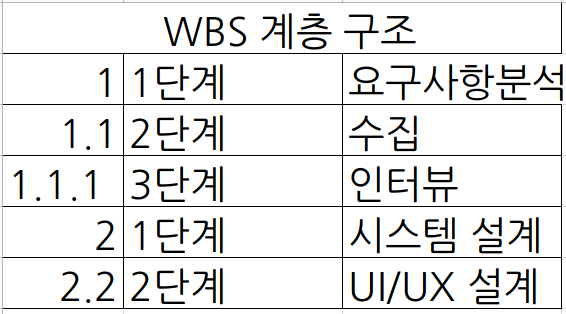 WBS 계층 구조
1 1단계 요구사항분석
1.1 2단계 수집
1.1.1 3단계 인터뷰
2 1단계 시스템 설계
2.2 2단계 UI/UX 설계